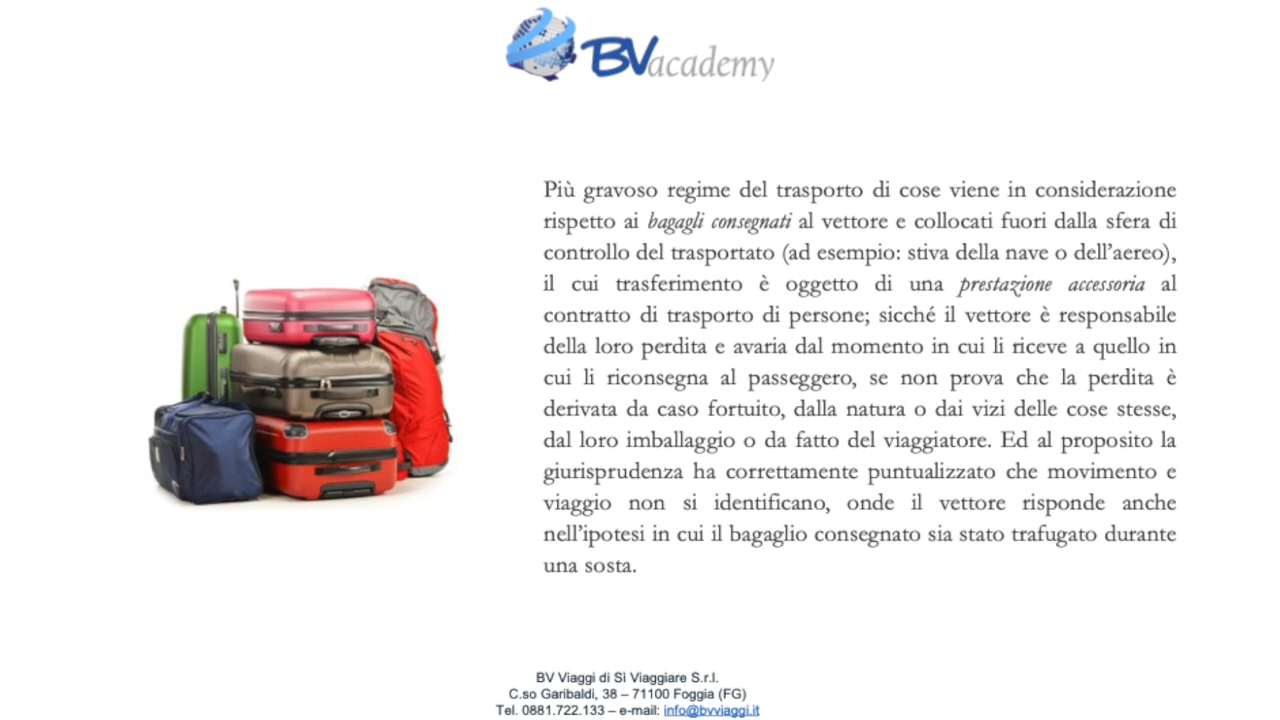 BVacademy
Più gravoso regime del trasporto di cose viene in considerazione
rispetto ai bagagli consegnati al vettore e collocati fuori dalla sfera di
controllo del trasportato (ad esempio: stiva della nave o dell’aereo),
il cui trasferimento è oggetto di una prestazione accessoria al
contratto di trasporto di persone; sicché il vettore è responsabile
della loro perdita e avaria dal momento in cui li riceve a quello in
cui li riconsegna al passeggero, se non prova che la perdita è
derivata da caso fortuito, dalla natura o dai vizi delle cose stesse,
dal loro imballaggio o da fatto del viaggiatore. Ed al proposito la
giurisprudenza ha correttamente puntualizzato che movimento e
viaggio non si identificano, onde il vettore risponde anche
nell’ipotesi in cui il bagaglio consegnato sia stato trafugato durante
una sosta.
BV Viaggi di Sì Viaggiare S.r.l.
C.so Garibaldi, 38 – 71100 Foggia (FG)
Tel. 0881.722.133 – e-mail: info@bvviaggi.it